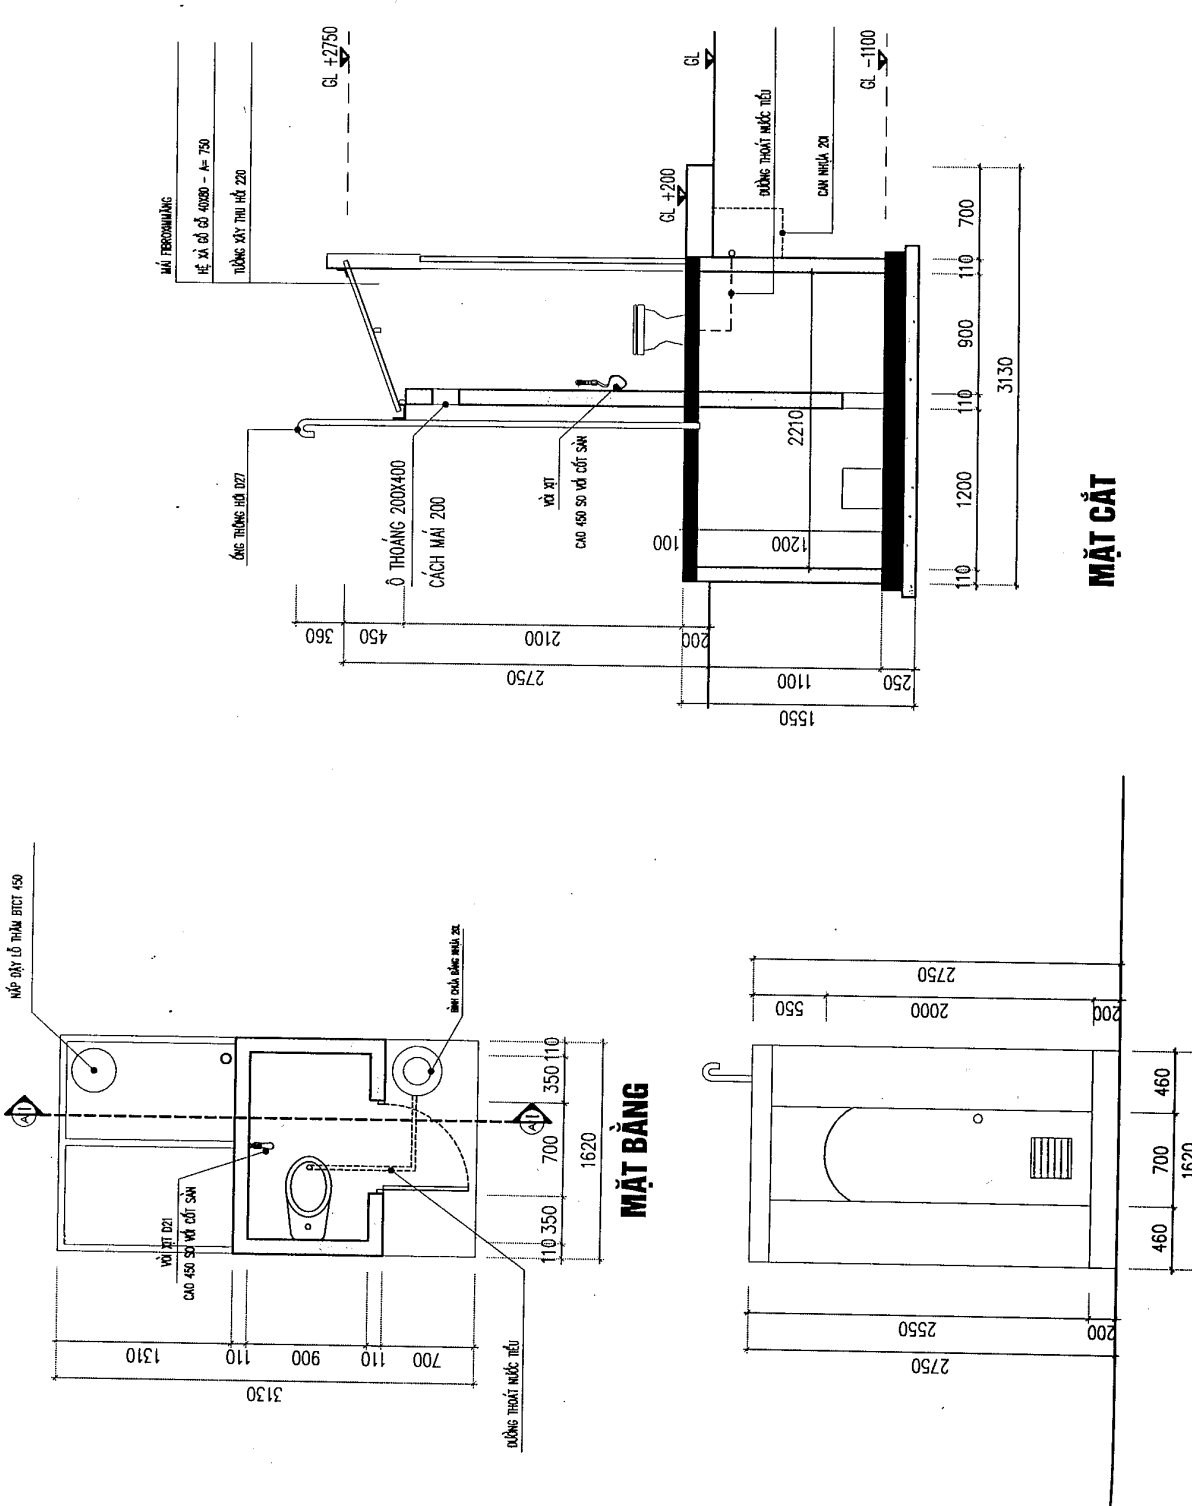 MÁI FIBROXIMMĂNG
HỆ XÀ GỒ GỖ 40X80 - A= 750
TƯỜNG XÂY THU HỒI 220
GL +2750
ỐNG THÔNG HƠI D27
Ô THOÁNG 200X400
CÁCH MÁI 200
VÒI XỊT
CAO 450 SO VỚI CỐT SÀN
GL +200
GL
ĐƯỜNG THOÁT NƯỚC TIỂU
CAN NHỰA 20l
GL -1100
360
450
2100
200
2750
1100
250
1550
100
1200
2210
110
1200
110
900
110
700
3130
MẶT CẮT
NẮP ĐẬY LỖ THĂM BTCT 450
VÒI XỊT D21
CAO 450 SO VỚI CỐT SÀN
BÌNH CHỨA BẰNG NHỰA 20L
ĐƯỜNG THOÁT NƯỚC TIỂU
A
1
A
1
1310
110
900
110
700
3130
110
350
700
350
110
1620
MẶT BẰNG
2550
200
2750
550
2000
200
2750
460
700
460
1620